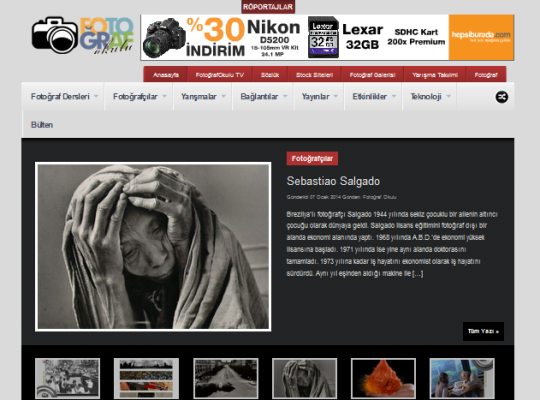 RÖPORTAJLAR
FOTO
ĞRAF
okulu
%30
İNDİRİM
Nikon
D5200
18-105mm VR Kit
24.1 MP
Lexar
32GB
Lexar
32GB
SDHC Kart
200x Premium
hepsiburada.com
Anasayfa
FotoğrafOkulu TV
Sözlük
Stock Siteleri
Fotoğraf Galerisi
Yarışma Takvimi
Fotoğraf
Fotoğraf Dersleri
Fotoğrafçılar
Yarışmalar
Bağlantılar
Yayınlar
Etkinlikler
Teknoloji
Bülten
Fotoğrafçılar
Sebastiao Salgado
Gönderildi 07 Ocak 2014 Gönderen: Fotoğraf Okulu
Brezilya'lı fotoğrafçı Salgado 1944 yılında sekiz çocuklu bir ailenin altıncı
çocuğu olarak dünyaya geldi. Salgado lisans eğitimini fotoğraf dışı bir
alanda ekonomi alanında yaptı. 1968 yılında A.B.D.'de ekonomi yüksek
lisansına başladı. 1971 yılında ise yine aynı alanda doktorasını
tamamladı. 1973 yılına kadar iş hayatını ekonomist olarak iş hayatını
sürdürdü. Aynı yıl eşinden aldığı makine ile [...]
Tüm Yazı »